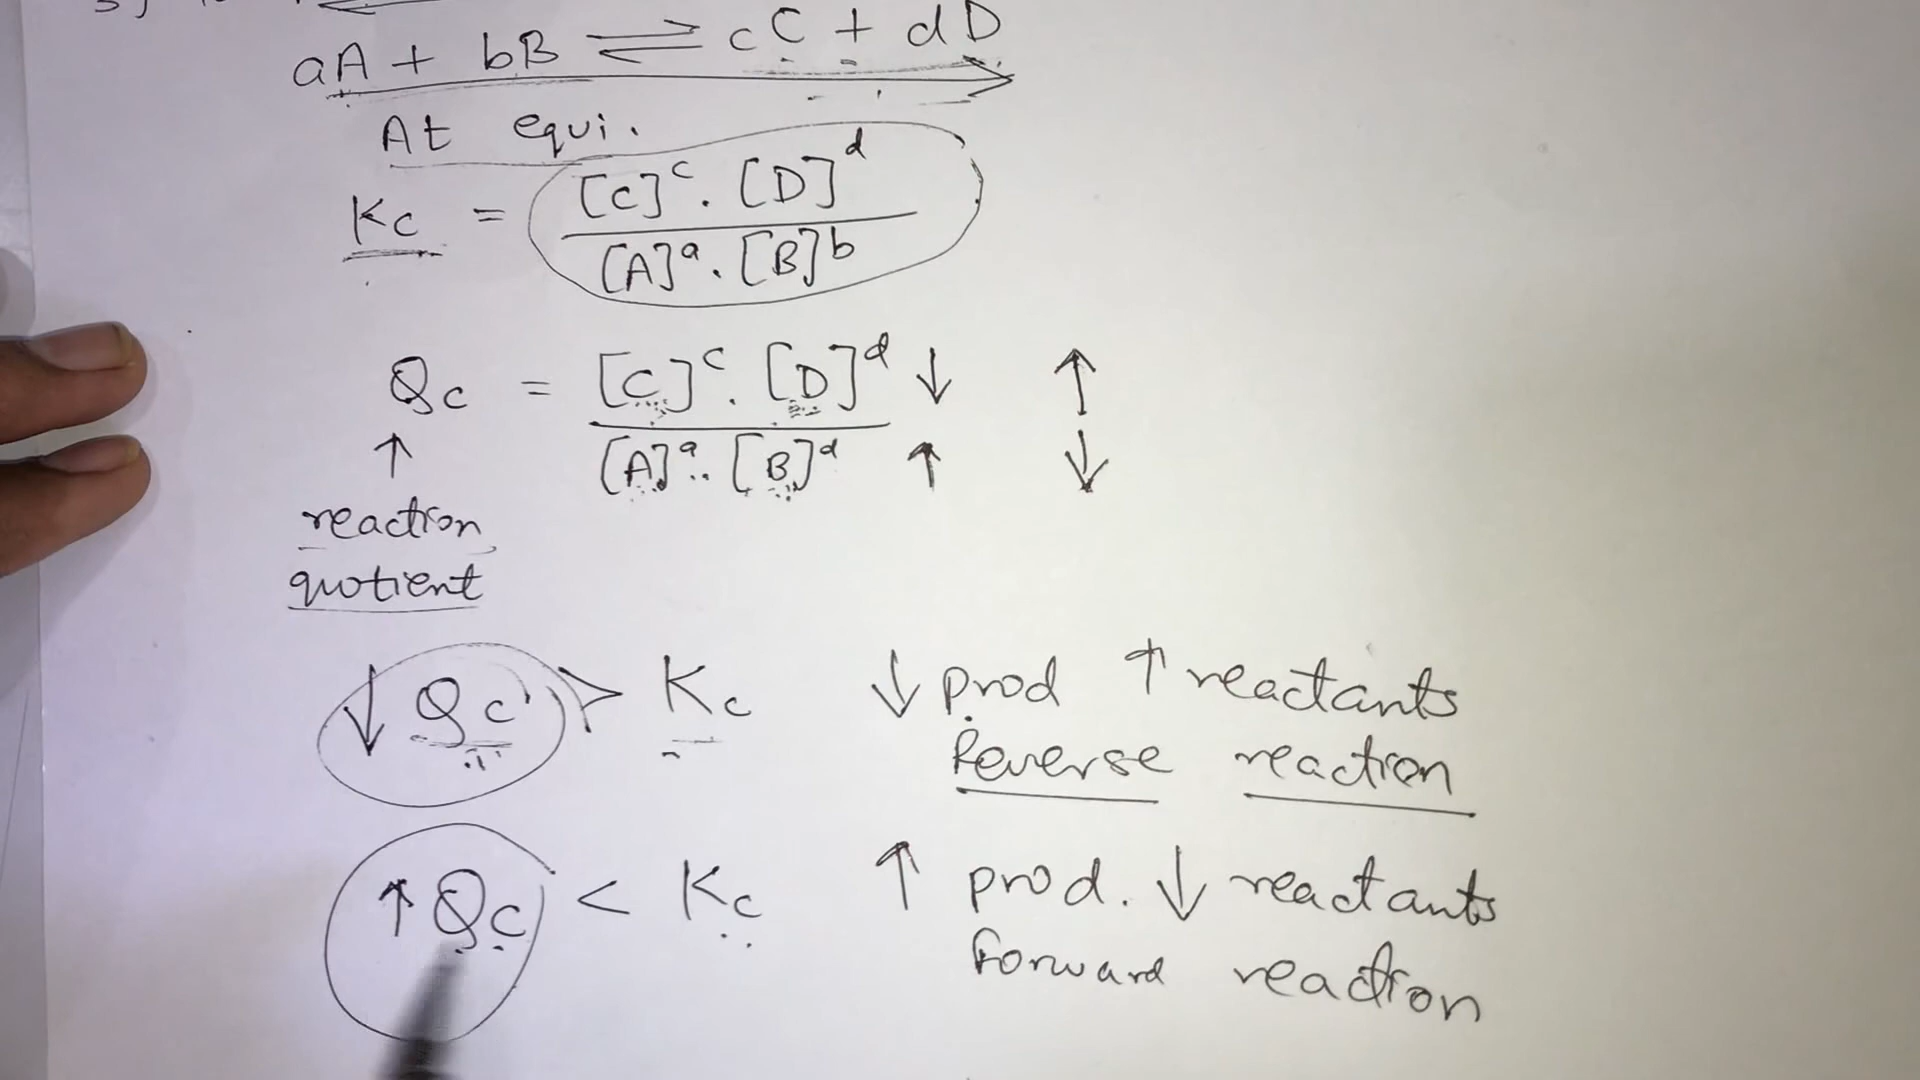 aA + bB ⇌ cC + dD
At equi.
Kc = [C]ᶜ . [D]ᵈ / [A]ᵃ . [B]ᵇ
Qc = [C]ᶜ . [D]ᵈ / [A]ᵃ . [B]ᵈ ↓ ↑ ↑ ↓
↑
reaction
quotient
↓ Qc > Kc ↓ prod ↑ reactants
Reverse reaction
↑ Qc < Kc ↑ prod. ↓ reactants
Forward reaction